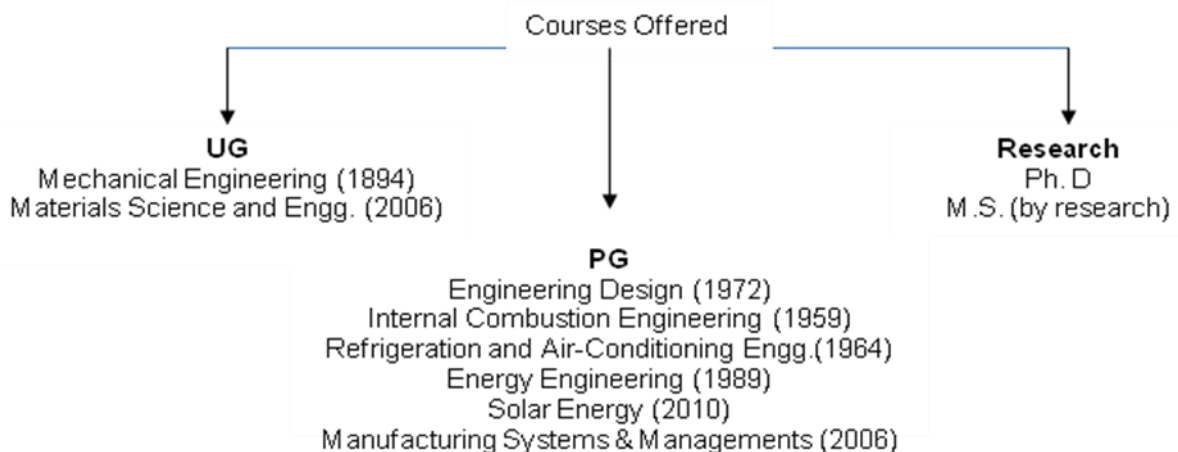 Courses Offered
UG
Mechanical Engineering (1894)
Materials Science and Engg. (2006)
PG
Engineering Design (1972)
Internal Combustion Engineering (1959)
Refrigeration and Air-Conditioning Engg.(1964)
Energy Engineering (1989)
Solar Energy (2010)
Manufacturing Systems & Managements (2006)
Research
Ph. D
M.S. (by research)